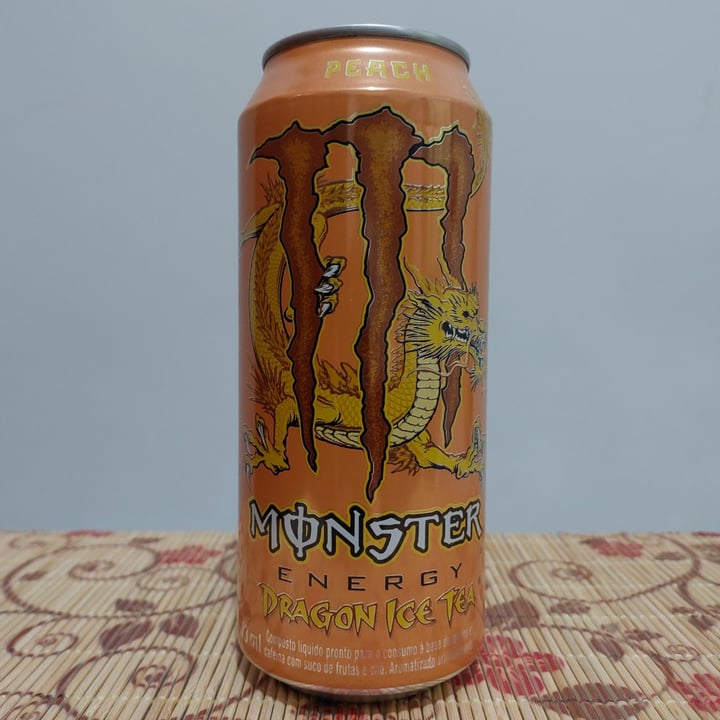 PEACH
MONSTER
ENERGY
DRAGON ICE TEA
ml Composto líquido pronto para o consumo à base de
cafeína com suco de frutas e chá. Aromatizado